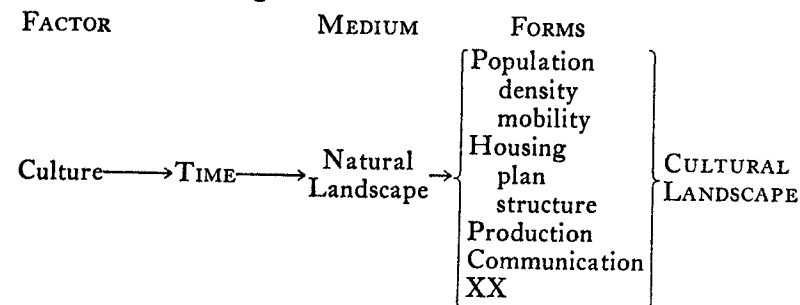 FACTOR MEDIUM FORMS
Population
density
mobility
Housing
Culture TIME Natural Landscape
plan
structure
Production
Communication
XX
CULTURAL
LANDSCAPE